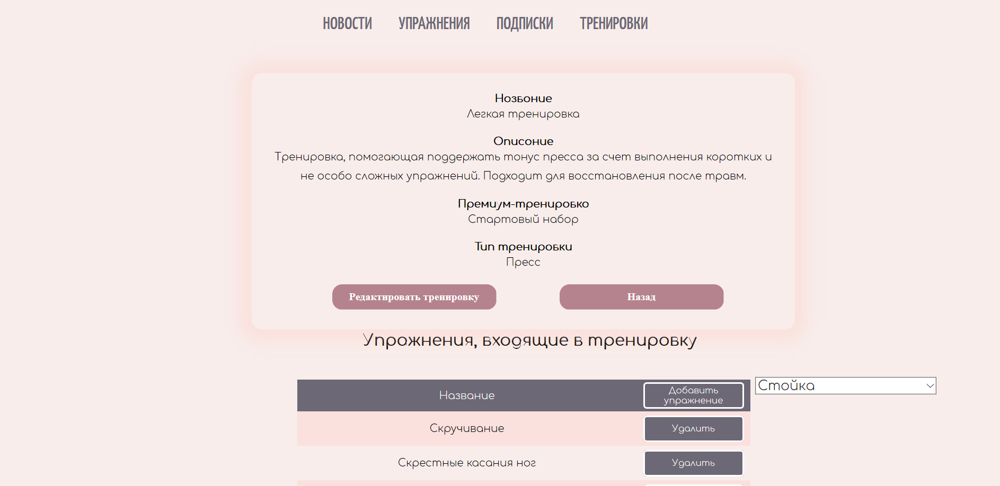 НОВОСТИ УПРАЖНЕНИЯ ПОДПИСКИ ТРЕНИРОВКИ
Название
Легкая тренировка
Описание
Тренировка, помогающая поддержать тонус пресса за счет выполнения коротких и
не особо сложных упражнений. Подходит для восстановления после травм.
Премиум-тренировка
Стартовый набор
Тип тренировки
Пресс
Редактировать тренировку Назад
Упражнения, входящие в тренировку
Название
Добавить
упражнение
Стойка
Скручивание Удалить
Скрестные касания ног Удалить